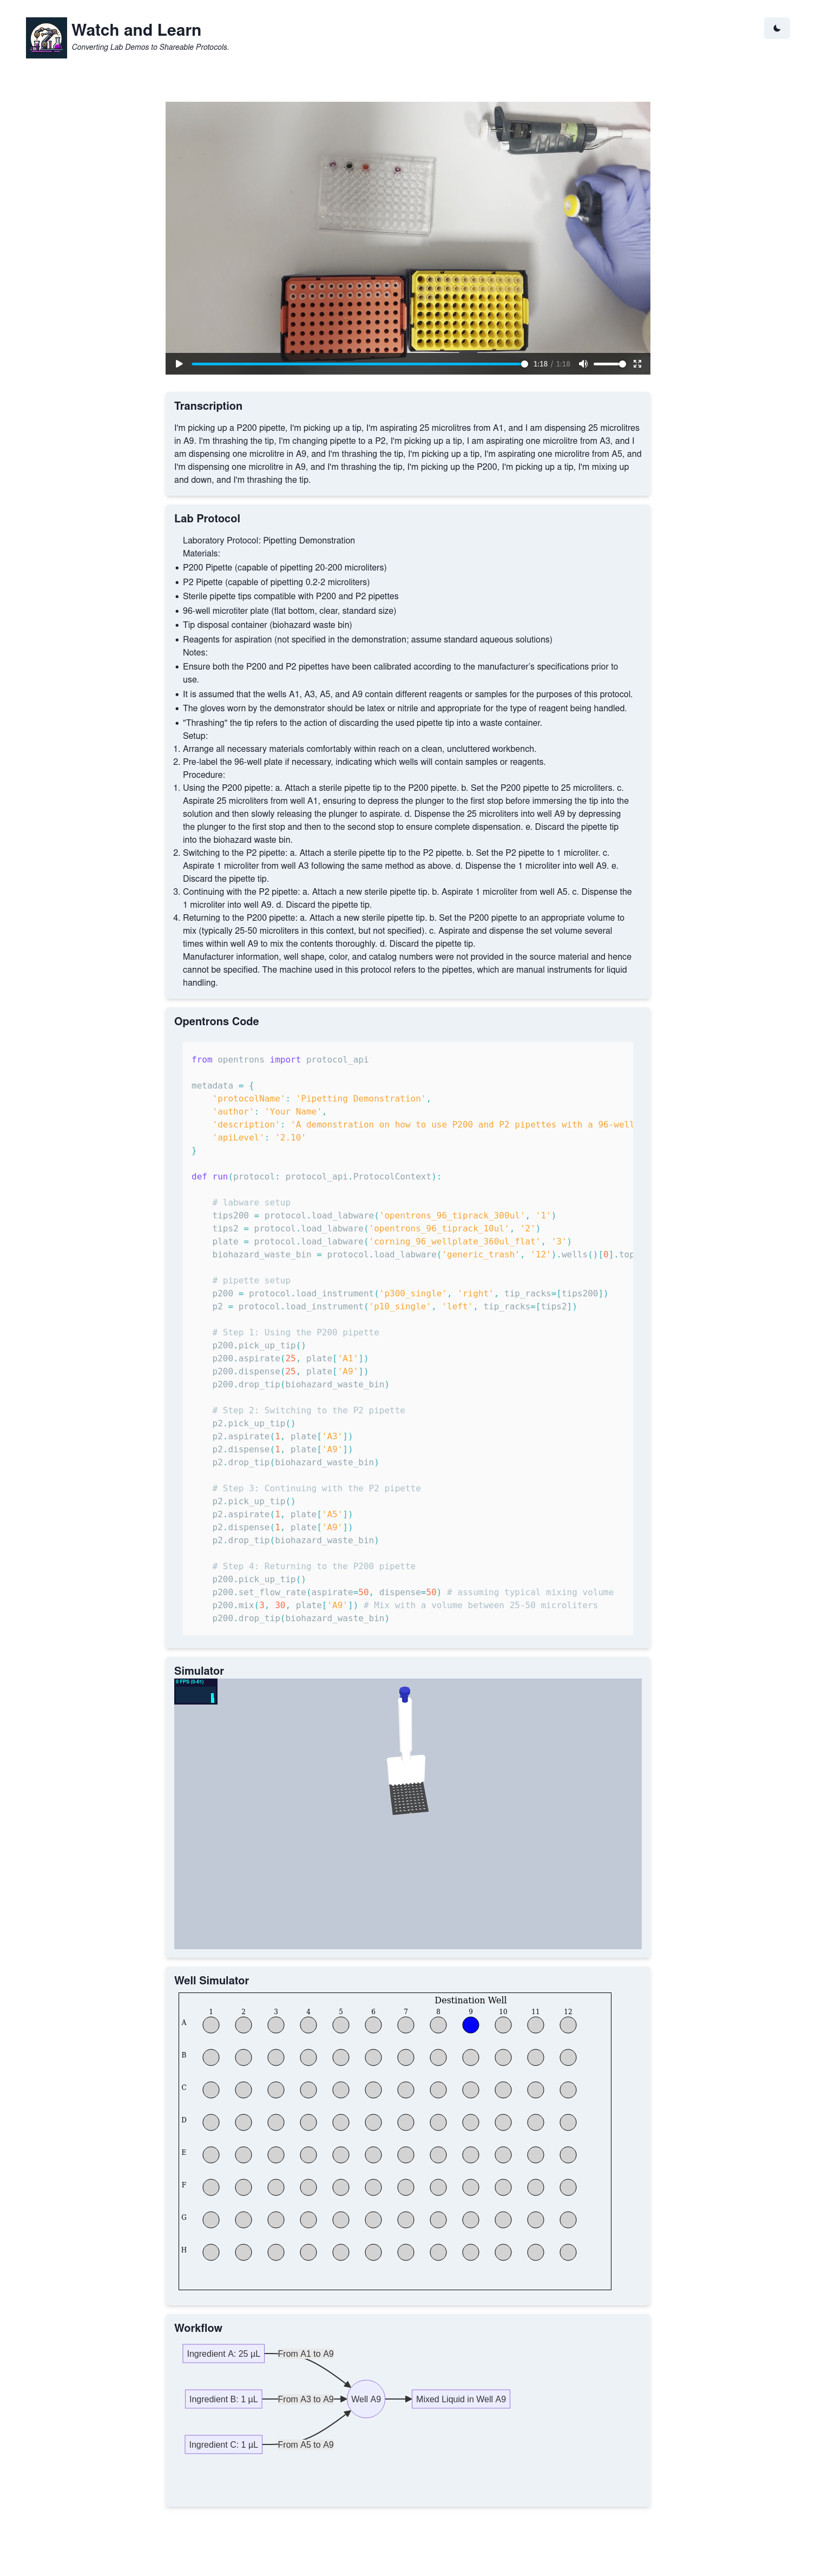 Watch and Learn
Converting Lab Demos to Shareable Protocols.
1:18 / 1:18
Transcription
I'm picking up a P200 pipette, I'm picking up a tip, I'm aspirating 25 microlitres from A1, and I am dispensing 25 microlitres
in A9. I'm thrashing the tip, I'm changing pipette to a P2, I'm picking up a tip, I am aspirating one microlitre from A3, and I
am dispensing one microlitre in A9, and I'm thrashing the tip, I'm picking up a tip, I'm aspirating one microlitre from A5, and
I'm dispensing one microlitre in A9, and I'm thrashing the tip, I'm picking up the P200, I'm picking up a tip, I'm mixing up
and down, and I'm thrashing the tip.
Lab Protocol
Laboratory Protocol: Pipetting Demonstration
Materials:
• P200 Pipette (capable of pipetting 20-200 microliters)
• P2 Pipette (capable of pipetting 0.2-2 microliters)
• Sterile pipette tips compatible with P200 and P2 pipettes
• 96-well microtiter plate (flat bottom, clear, standard size)
• Tip disposal container (biohazard waste bin)
• Reagents for aspiration (not specified in the demonstration; assume standard aqueous solutions)
Notes:
• Ensure both the P200 and P2 pipettes have been calibrated according to the manufacturer's specifications prior to
use.
• It is assumed that the wells A1, A3, A5, and A9 contain different reagents or samples for the purposes of this protocol.
• The gloves worn by the demonstrator should be latex or nitrile and appropriate for the type of reagent being handled.
• "Thrashing" the tip refers to the action of discarding the used pipette tip into a waste container.
Setup:
1. Arrange all necessary materials comfortably within reach on a clean, uncluttered workbench.
2. Pre-label the 96-well plate if necessary, indicating which wells will contain samples or reagents.
Procedure:
1. Using the P200 pipette: a. Attach a sterile pipette tip to the P200 pipette. b. Set the P200 pipette to 25 microliters. c.
Aspirate 25 microliters from well A1, ensuring to depress the plunger to the first stop before immersing the tip into the
solution and then slowly releasing the plunger to aspirate. d. Dispense the 25 microliters into well A9 by depressing
the plunger to the first stop and then to the second stop to ensure complete dispensation. e. Discard the pipette tip
into the biohazard waste bin.
2. Switching to the P2 pipette: a. Attach a sterile pipette tip to the P2 pipette. b. Set the P2 pipette to 1 microliter. c.
Aspirate 1 microliter from well A3 following the same method as above. d. Dispense the 1 microliter into well A9. e.
Discard the pipette tip.
3. Continuing with the P2 pipette: a. Attach a new sterile pipette tip. b. Aspirate 1 microliter from well A5. c. Dispense the
1 microliter into well A9. d. Discard the pipette tip.
4. Returning to the P200 pipette: a. Attach a new sterile pipette tip. b. Set the P200 pipette to an appropriate volume to
mix (typically 25-50 microliters in this context, but not specified). c. Aspirate and dispense the set volume several
times within well A9 to mix the contents thoroughly. d. Discard the pipette tip.
Manufacturer information, well shape, color, and catalog numbers were not provided in the source material and hence
cannot be specified. The machine used in this protocol refers to the pipettes, which are manual instruments for liquid
handling.
Opentrons Code
from opentrons import protocol_api
metadata = {
'protocolName': 'Pipetting Demonstration',
'author': 'Your Name',
'description': 'A demonstration on how to use P200 and P2 pipettes with a 96-well
'apiLevel': '2.10'
}
def run(protocol: protocol_api.ProtocolContext):
# labware setup
tips200 = protocol.load_labware('opentrons_96_tiprack_300ul', '1')
tips2 = protocol.load_labware('opentrons_96_tiprack_10ul', '2')
plate = protocol.load_labware('corning_96_wellplate_360ul_flat', '3')
biohazard_waste_bin = protocol.load_labware('generic_trash', '12').wells()[0].top
# pipette setup
p200 = protocol.load_instrument('p300_single', 'right', tip_racks=[tips200])
p2 = protocol.load_instrument('p10_single', 'left', tip_racks=[tips2])
# Step 1: Using the P200 pipette
p200.pick_up_tip()
p200.aspirate(25, plate['A1'])
p200.dispense(25, plate['A9'])
p200.drop_tip(biohazard_waste_bin)
# Step 2: Switching to the P2 pipette
p2.pick_up_tip()
p2.aspirate(1, plate['A3'])
p2.dispense(1, plate['A9'])
p2.drop_tip(biohazard_waste_bin)
# Step 3: Continuing with the P2 pipette
p2.pick_up_tip()
p2.aspirate(1, plate['A5'])
p2.dispense(1, plate['A9'])
p2.drop_tip(biohazard_waste_bin)
# Step 4: Returning to the P200 pipette
p200.pick_up_tip()
p200.set_flow_rate(aspirate=50, dispense=50) # assuming typical mixing volume
p200.mix(3, 30, plate['A9']) # Mix with a volume between 25-50 microliters
p200.drop_tip(biohazard_waste_bin)
Simulator
0 FPS (0-61)
Well Simulator
Destination Well
1 2 3 4 5 6 7 8 9 10 11 12
A
B
C
D
E
F
G
H
Workflow
Ingredient A: 25 µL From A1 to A9
Ingredient B: 1 µL From A3 to A9 Well A9 Mixed Liquid in Well A9
Ingredient C: 1 µL From A5 to A9